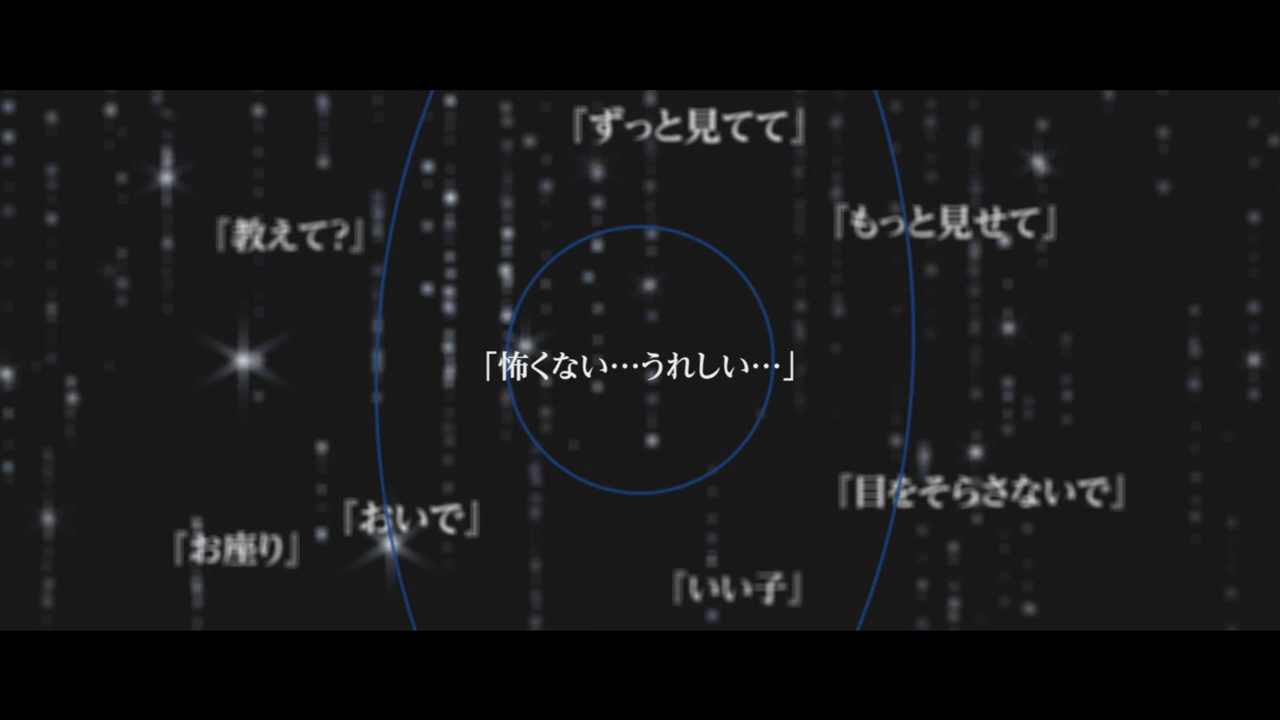 『ずっと見てて』
『もっと見せて』
『教えて?』
「怖くない…うれしい…」
『目をそらさないで』
『おいで』
『お座り』
『いい子』